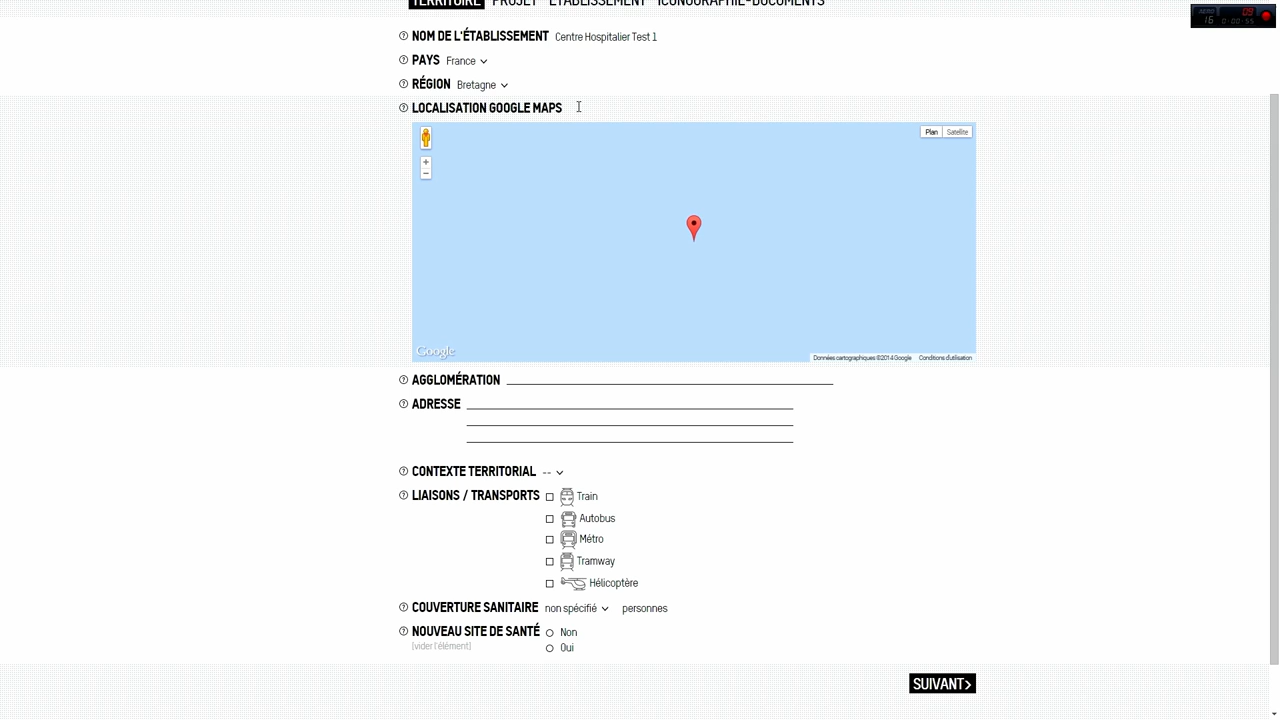 TERRITOIRE PROJET ÉTABLISSEMENT ICONOGRAPHIE-DOCUMENTS
NOM DE L'ÉTABLISSEMENT Centre Hospitalier Test 1
PAYS France
RÉGION Bretagne
LOCALISATION GOOGLE MAPS
Plan Satellite
+
−
Google
Données cartographiques ©2014 Google Conditions d'utilisation
AGGLOMÉRATION
ADRESSE
CONTEXTE TERRITORIAL --
LIAISONS / TRANSPORTS Train
Autobus
Métro
Tramway
Hélicoptère
COUVERTURE SANITAIRE non spécifié personnes
NOUVEAU SITE DE SANTÉ Non
[vider l'élément] Oui
SUIVANT>